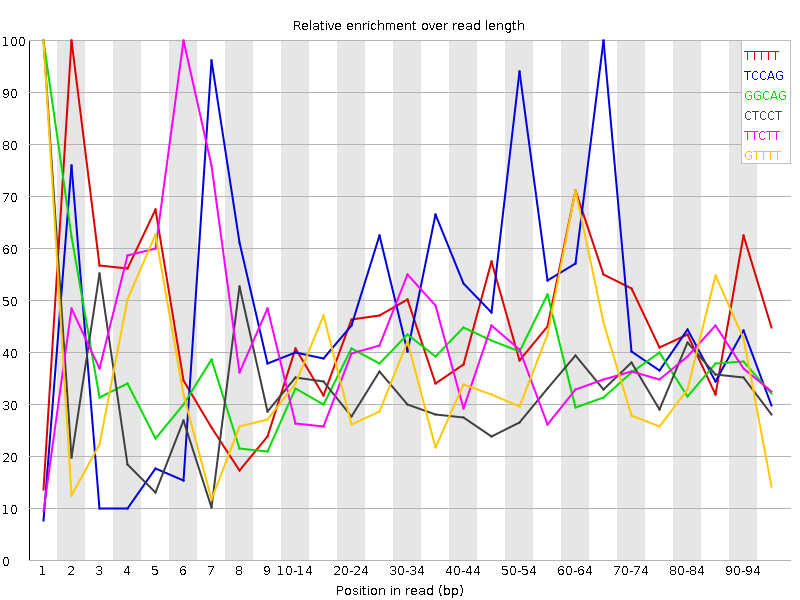 Relative enrichment over read length
100
90
80
70
60
50
40
30
20
10
0
TTTTT
TCCAG
GGCAG
CTCCT
TTCTT
GTTTT
1 2 3 4 5 6 7 8 9 10-14 20-24 30-34 40-44 50-54 60-64 70-74 80-84 90-94
Position in read (bp)